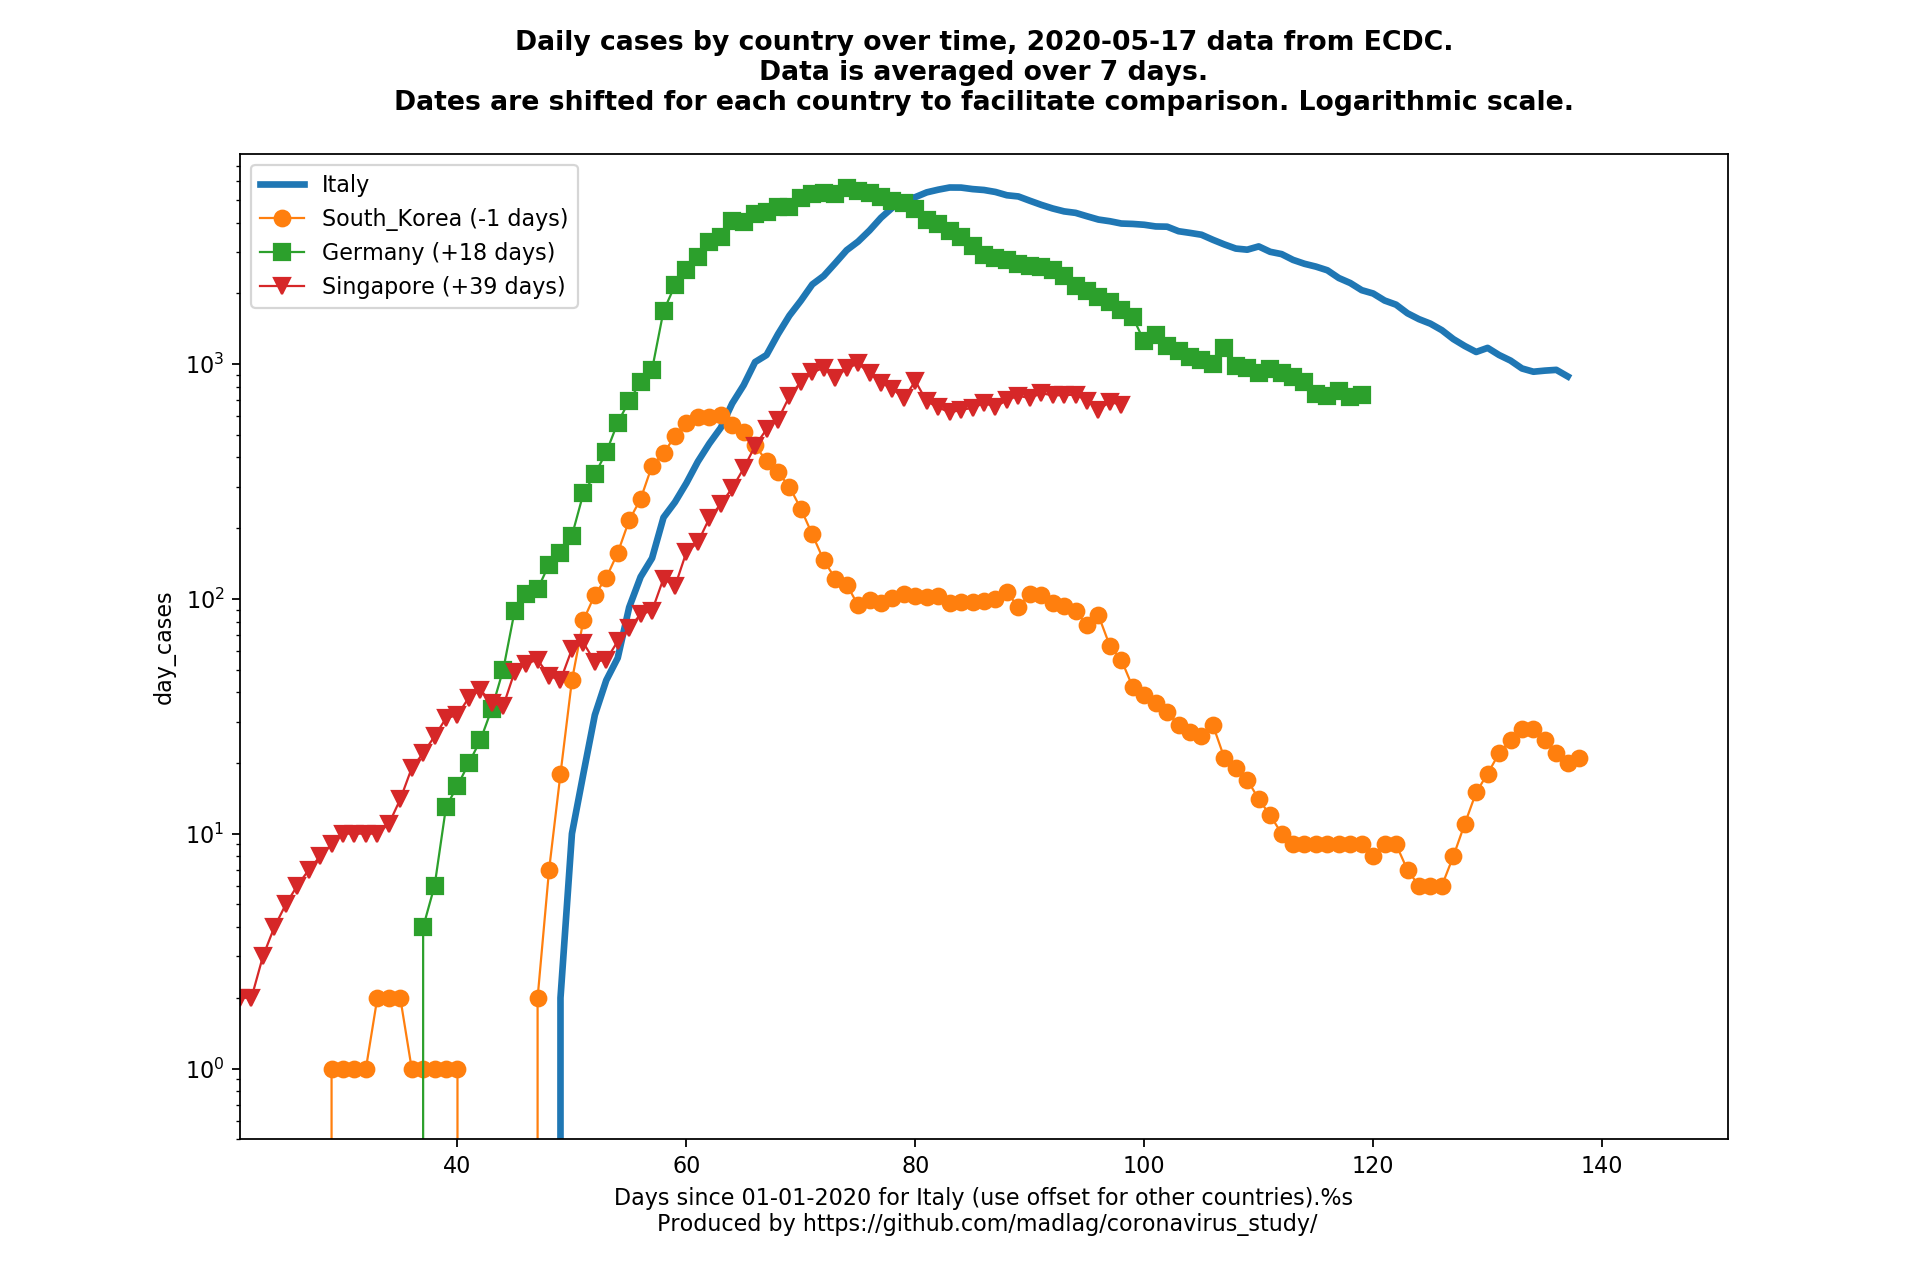 Daily cases by country over time, 2020-05-17 data from ECDC.
Data is averaged over 7 days.
Dates are shifted for each country to facilitate comparison. Logarithmic scale.
Italy
South_Korea (-1 days)
Germany (+18 days)
Singapore (+39 days)
10³
10²
10¹
10⁰
day_cases
40 60 80 100 120 140
Days since 01-01-2020 for Italy (use offset for other countries).%s
Produced by https://github.com/madlag/coronavirus_study/